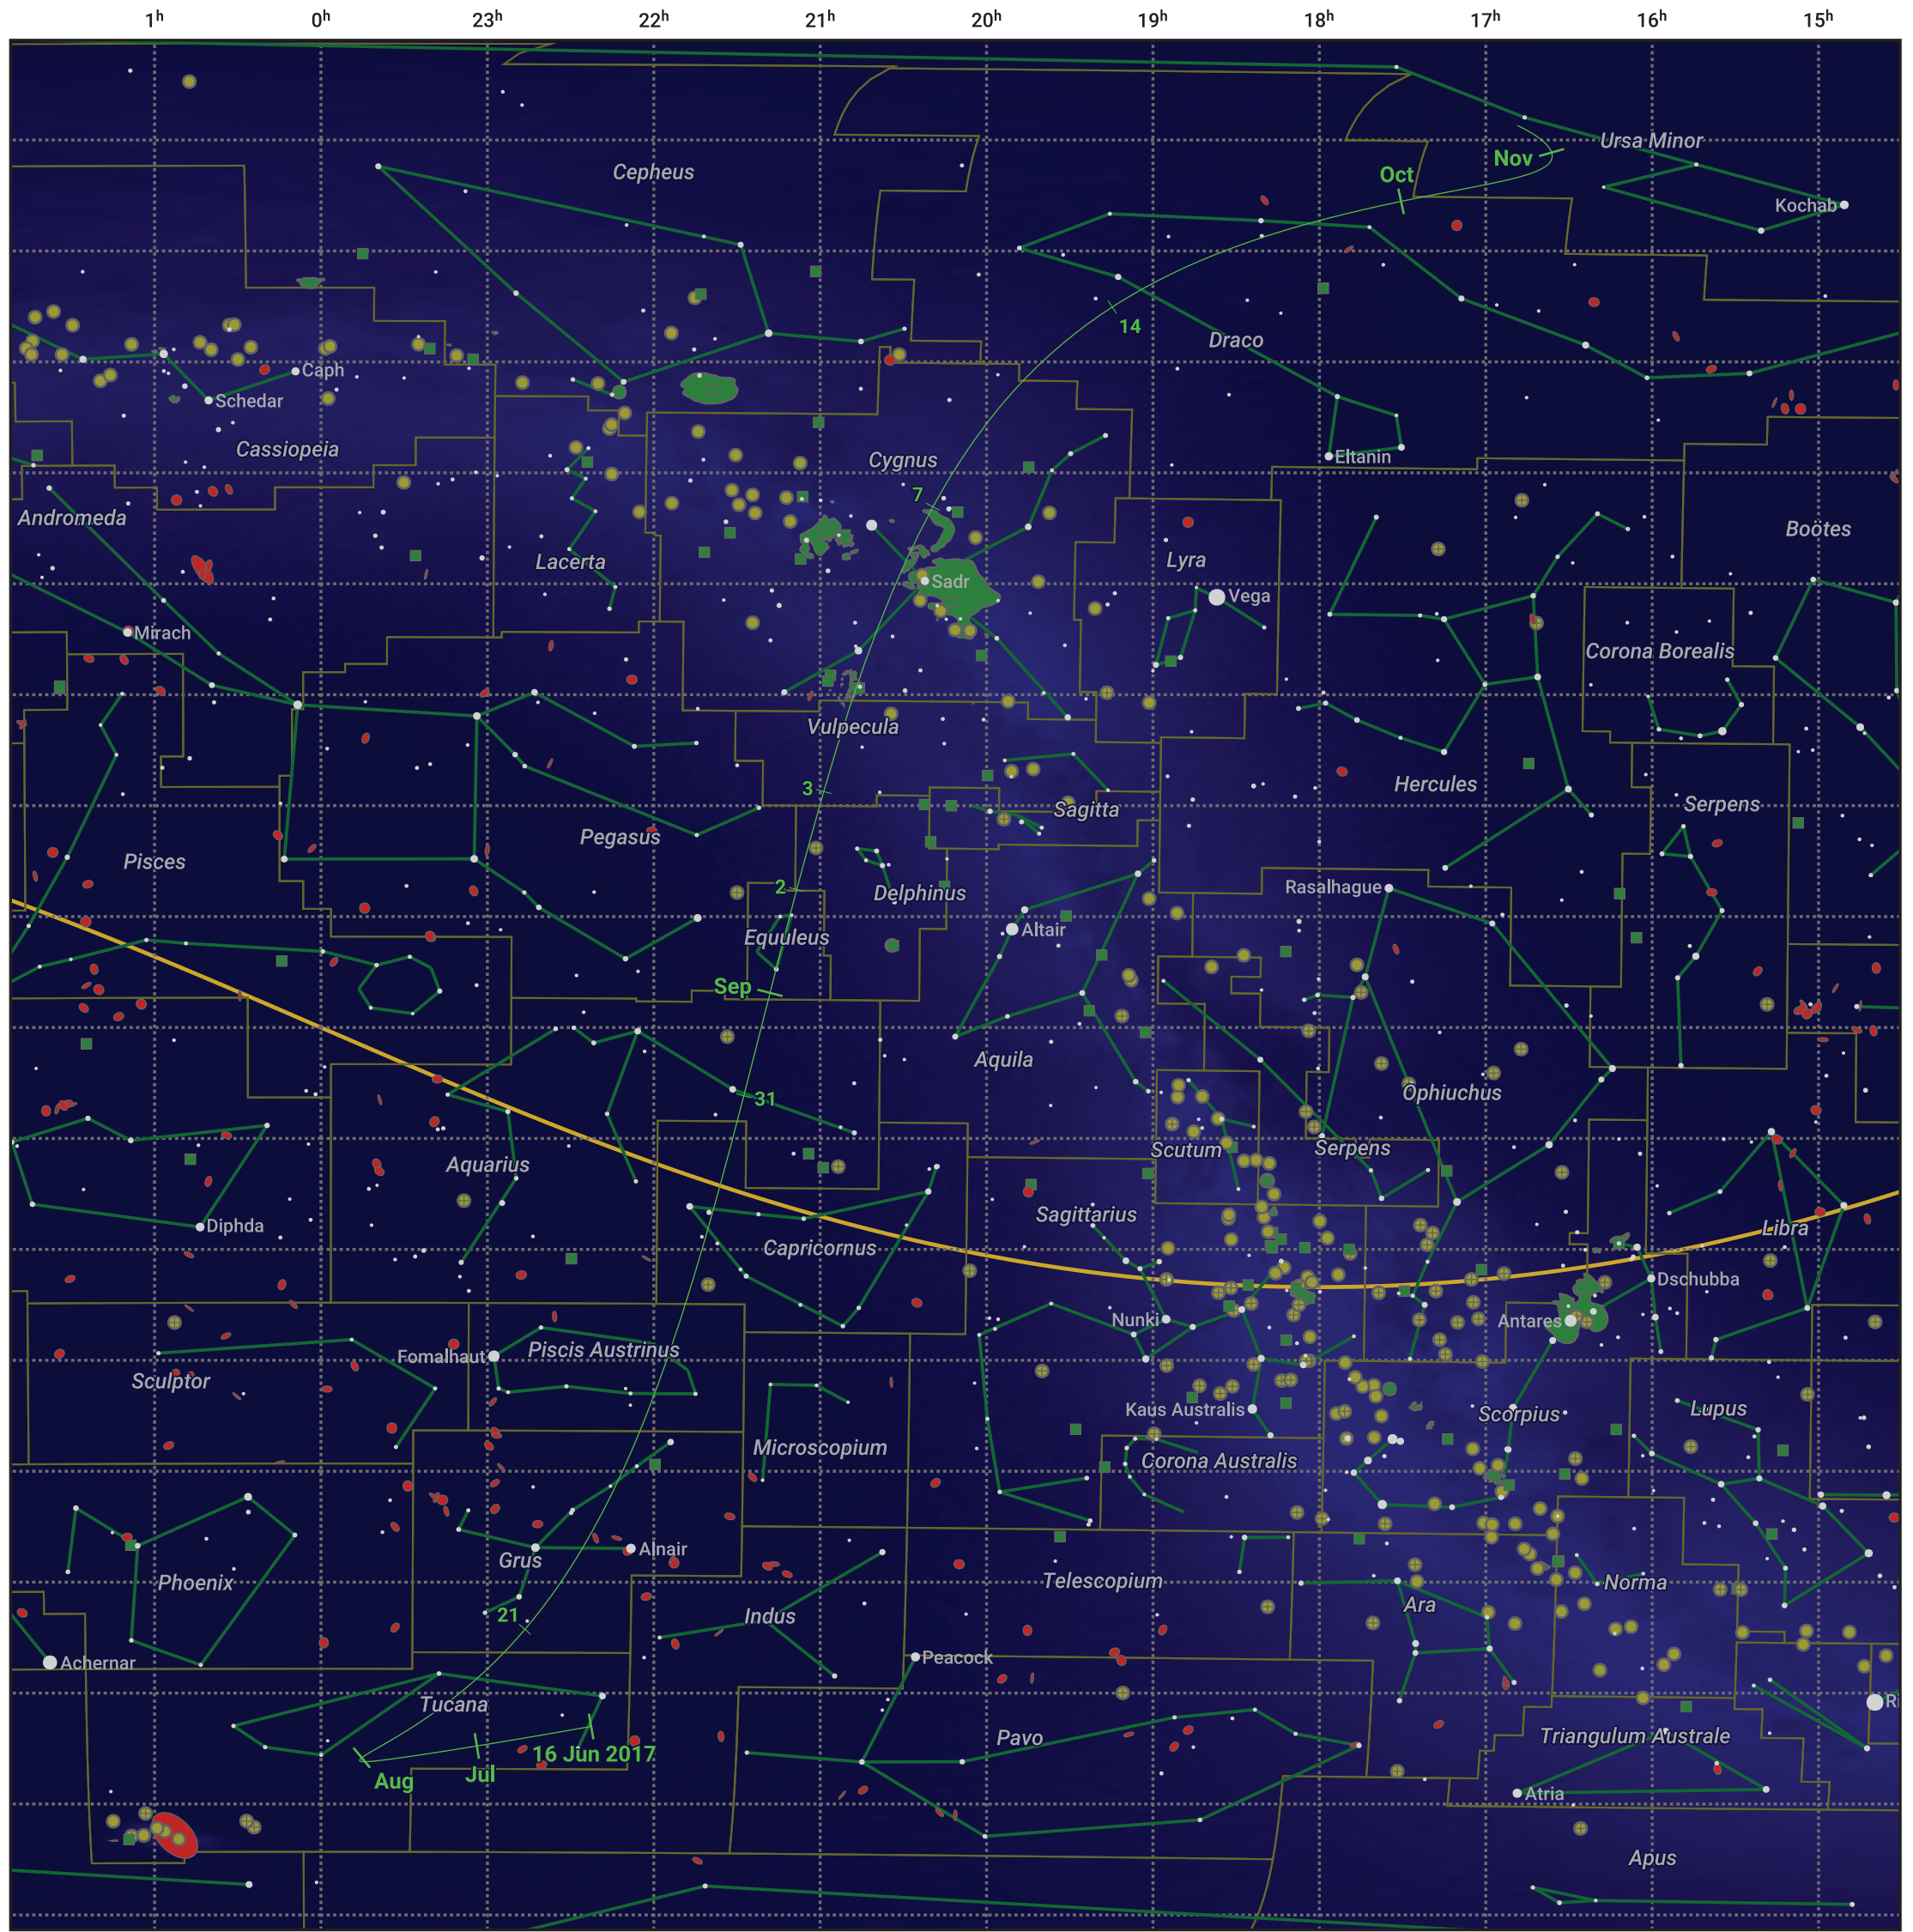 1h 0h 23h 22h 21h 20h 19h 18h 17h 16h 15h
Ursa Minor
Nov
Cepheus
Oct
Kochab
14
Draco
Caph
Schedar
Cassiopeia
Eltanin
Cygnus
7
Andromeda
Boötes
Lacerta
Lyra
Sadr
Vega
Mirach
Corona Borealis
Vulpecula
Hercules
3
Serpens
Sagitta
Pegasus
Pisces
2
Delphinus
Rasalhague
Equuleus
Altair
Sep
Aquila
Ophiuchus
31
Scutum
Serpens
Aquarius
Sagittarius
Diphda
Libra
Capricornus
Dschubba
Nunki
Antares
Fomalhaut
Piscis Austrinus
Sculptor
Kaus Australis
Scorpius
Lupus
Microscopium
Corona Australis
Alnair
Grus
Phoenix
Telescopium
Norma
Ara
21
Indus
Achernar
Peacock
Tucana
Ri
Pavo
Triangulum Australe
16 Jun 2017
Jul
Aug
Atria
Apus